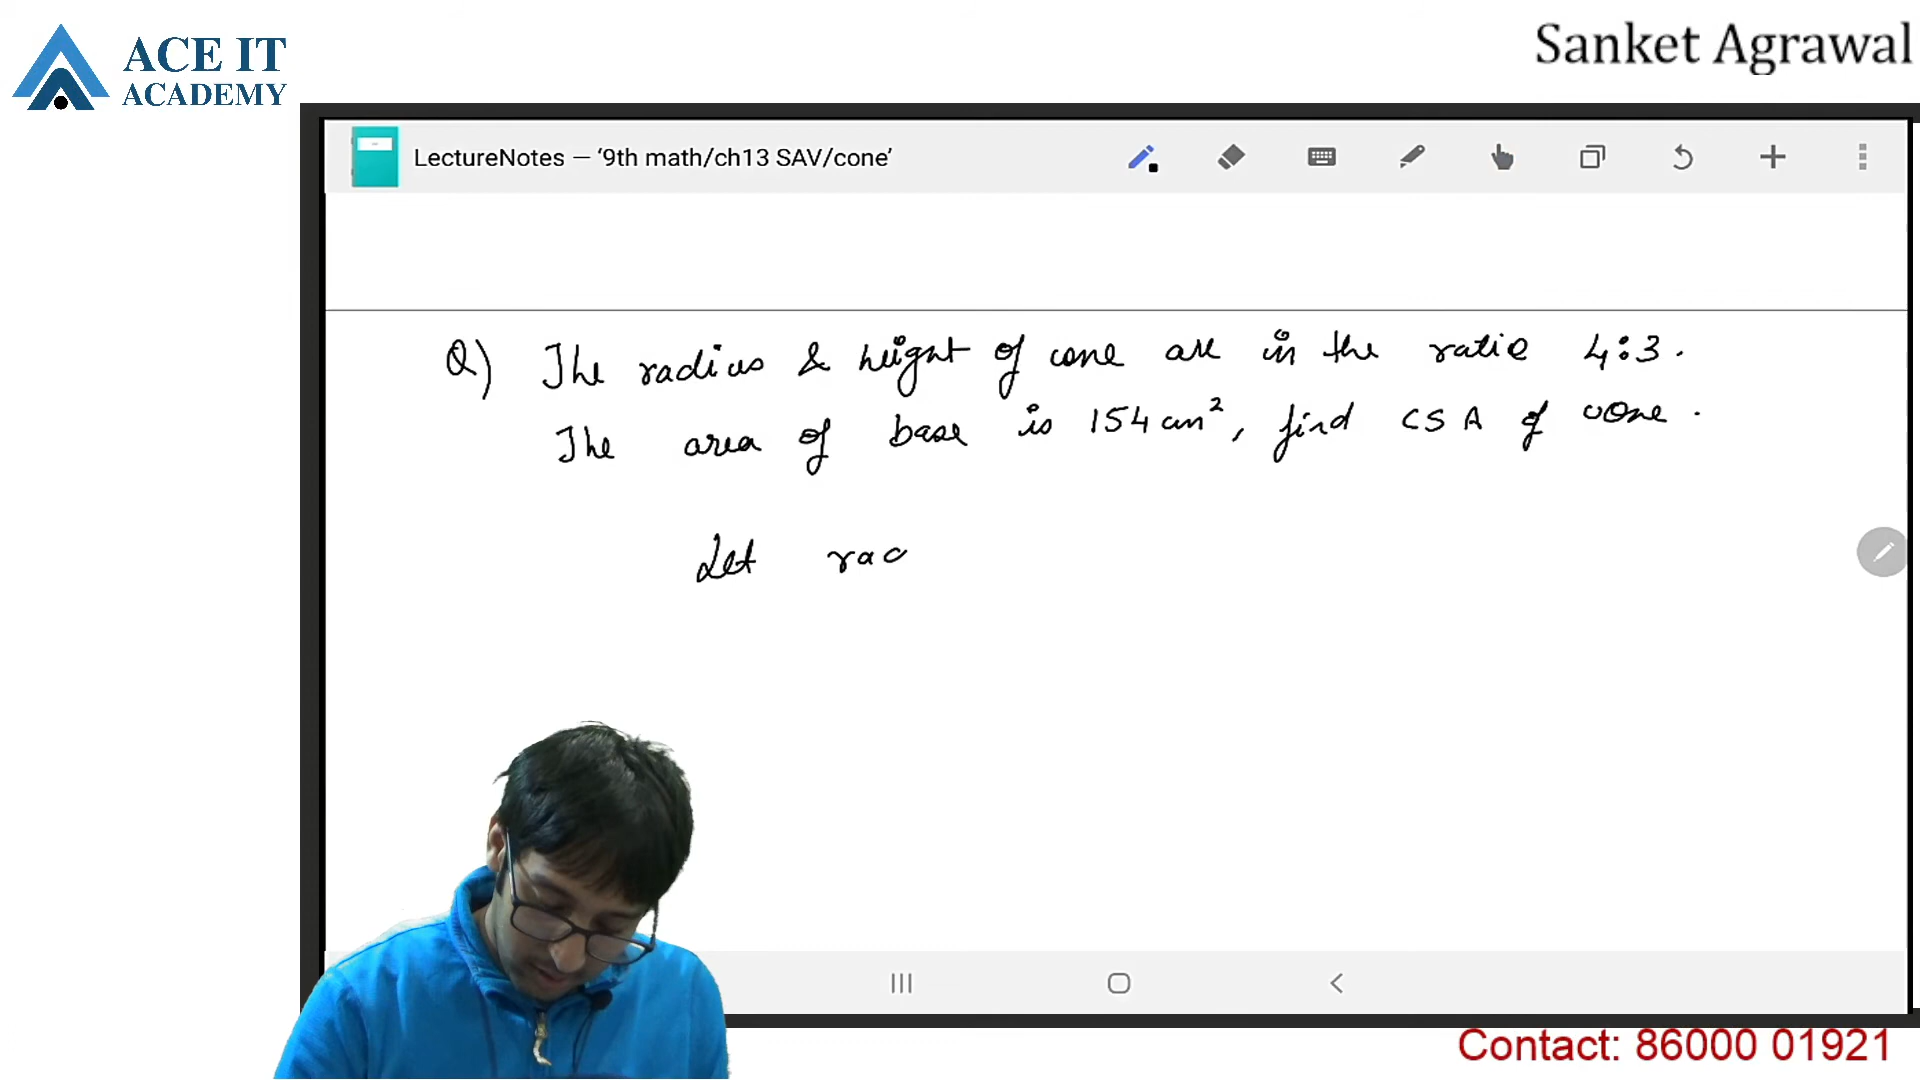 ACE IT
ACADEMY
Sanket Agrawal
LectureNotes — ‘9th math/ch13 SAV/cone’
Q) The radius & height of cone are in the ratio 4:3.
The area of base is 154 cm², find CSA of cone.
Let rad
Contact: 86000 01921